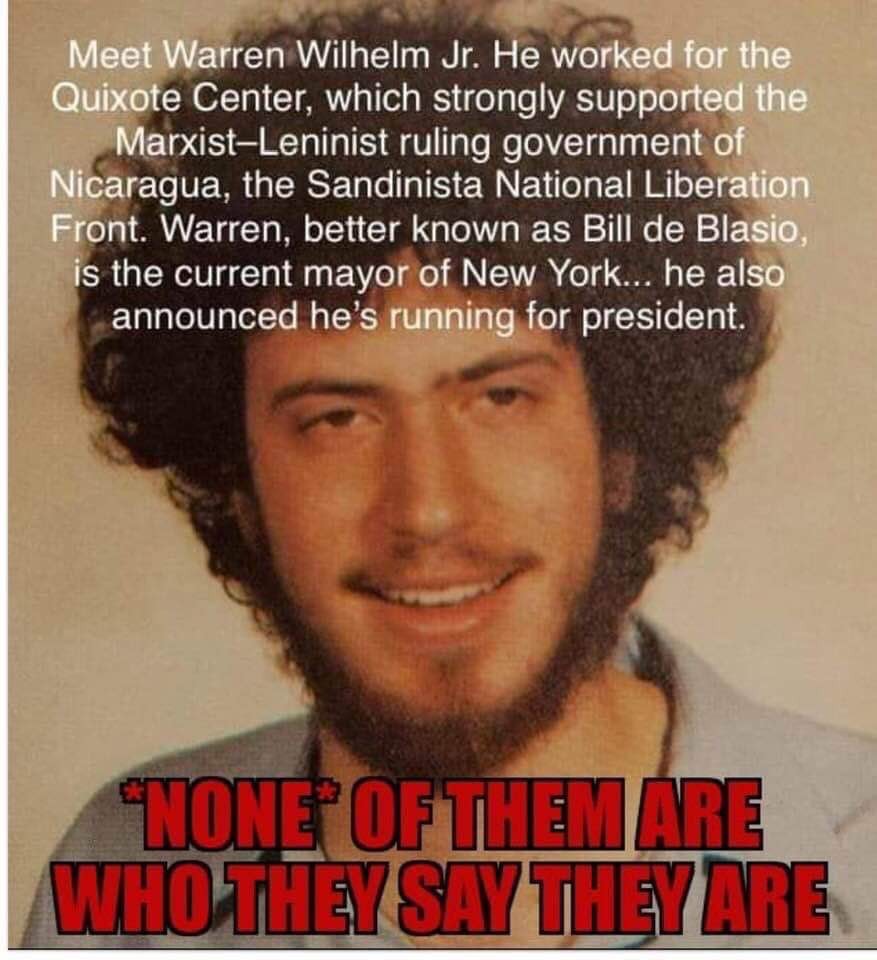 Meet Warren Wilhelm Jr. He worked for the
Quixote Center, which strongly supported the
Marxist–Leninist ruling government of
Nicaragua, the Sandinista National Liberation
Front. Warren, better known as Bill de Blasio,
is the current mayor of New York... he also
announced he's running for president.
*NONE* OF THEM ARE
WHO THEY SAY THEY ARE